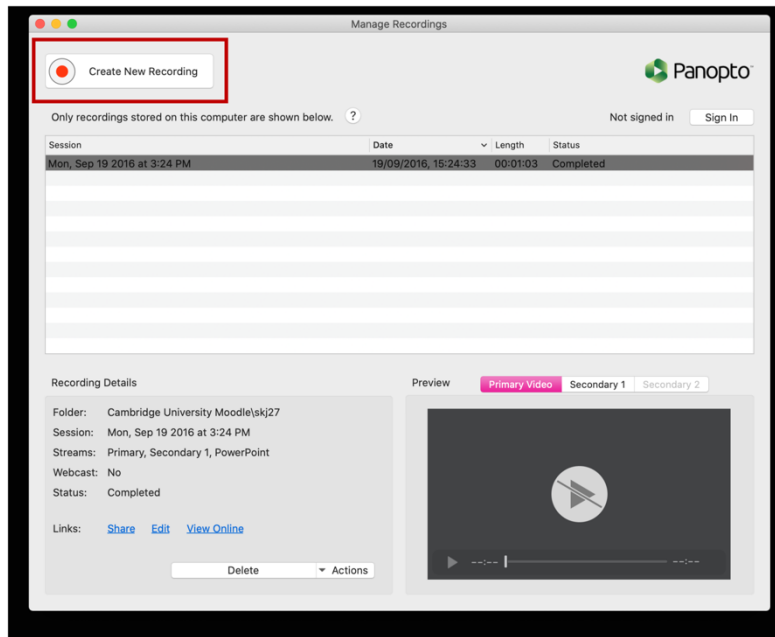 Manage Recordings
Create New Recording
Panopto
Only recordings stored on this computer are shown below. ?
Not signed in Sign In
Session Date Length Status
Mon, Sep 19 2016 at 3:24 PM 19/09/2016, 15:24:33 00:01:03 Completed
Recording Details
Preview Primary Video Secondary 1 Secondary 2
Folder: Cambridge University Moodle\skj27
Session: Mon, Sep 19 2016 at 3:24 PM
Streams: Primary, Secondary 1, PowerPoint
Webcast: No
Status: Completed
Links: Share Edit View Online
--:-- --:--
Delete Actions